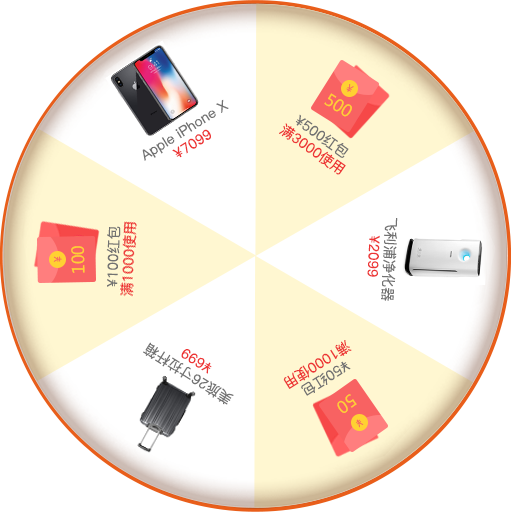 Apple iPhone X
¥7099
¥
500
¥500红包
满3000使用
飞利浦净化器
¥2099
¥
50
¥50红包
满1000使用
美旅26寸拉杆箱
¥699
¥
100
¥100红包
满1000使用